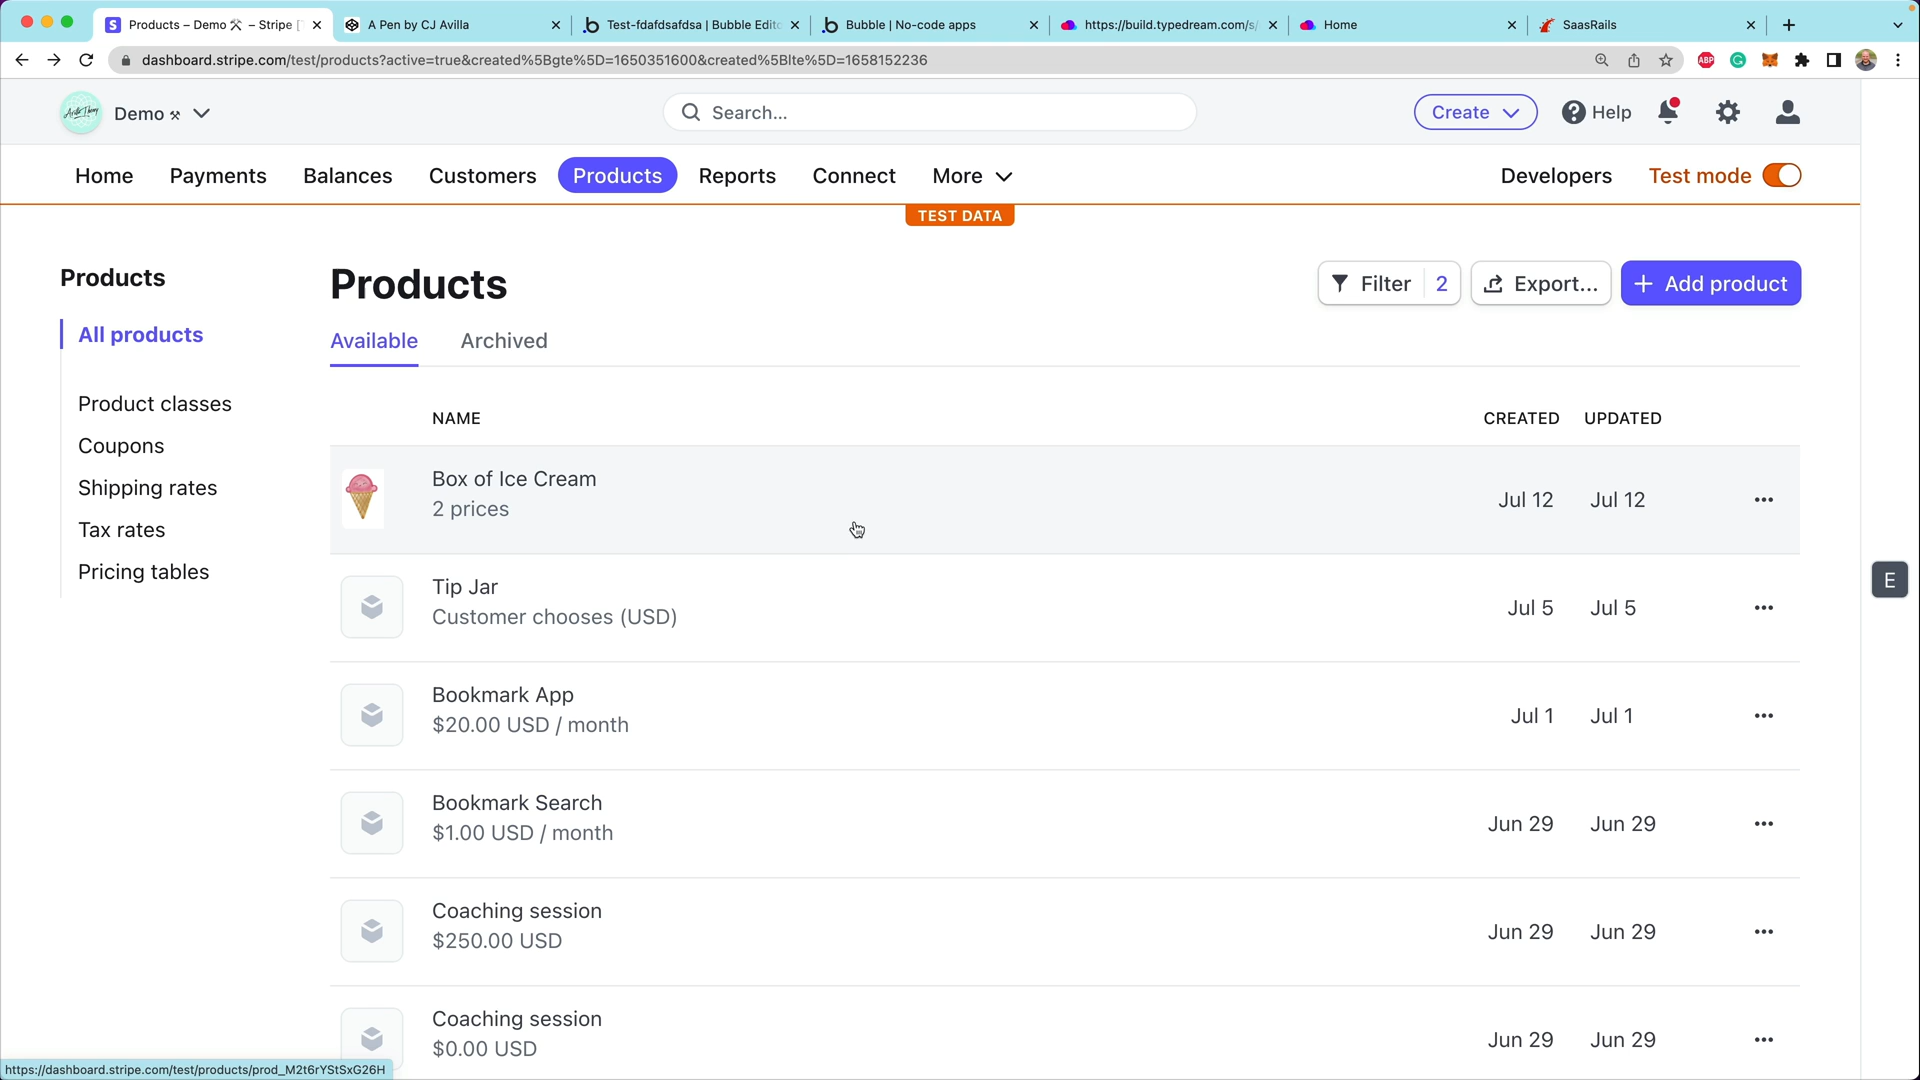 Products – Demo ⚒ – Stripe [
A Pen by CJ Avilla
Test-fdafdsafdsa | Bubble Edito
Bubble | No-code apps
https://build.typedream.com/s/
Home
SaasRails
dashboard.stripe.com/test/products?active=true&created%5Bgte%5D=1650351600&created%5Blte%5D=1658152236
ABP
Demo ⚒
Search...
Create
Help
Home
Payments
Balances
Customers
Products
Reports
Connect
More
Developers
Test mode
TEST DATA
Products
All products
Product classes
Coupons
Shipping rates
Tax rates
Pricing tables
Products
Filter 2
Export...
+ Add product
Available
Archived
NAME CREATED UPDATED
Box of Ice Cream
2 prices
Jul 12 Jul 12
Tip Jar
Customer chooses (USD)
Jul 5 Jul 5
Bookmark App
$20.00 USD / month
Jul 1 Jul 1
Bookmark Search
$1.00 USD / month
Jun 29 Jun 29
Coaching session
$250.00 USD
Jun 29 Jun 29
Coaching session
$0.00 USD
Jun 29 Jun 29
E
https://dashboard.stripe.com/test/products/prod_M2t6rYStSxG26H